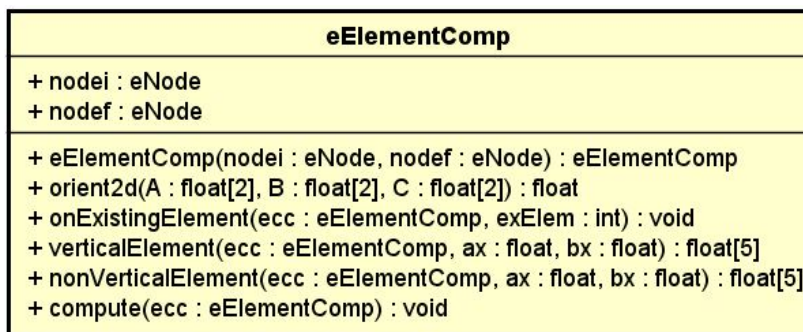 eElementComp
+ nodei : eNode
+ nodef : eNode
+ eElementComp(nodei : eNode, nodef : eNode) : eElementComp
+ orient2d(A : float[2], B : float[2], C : float[2]) : float
+ onExistingElement(ecc : eElementComp, exElem : int) : void
+ verticalElement(ecc : eElementComp, ax : float, bx : float) : float[5]
+ nonVerticalElement(ecc : eElementComp, ax : float, bx : float) : float[5]
+ compute(ecc : eElementComp) : void